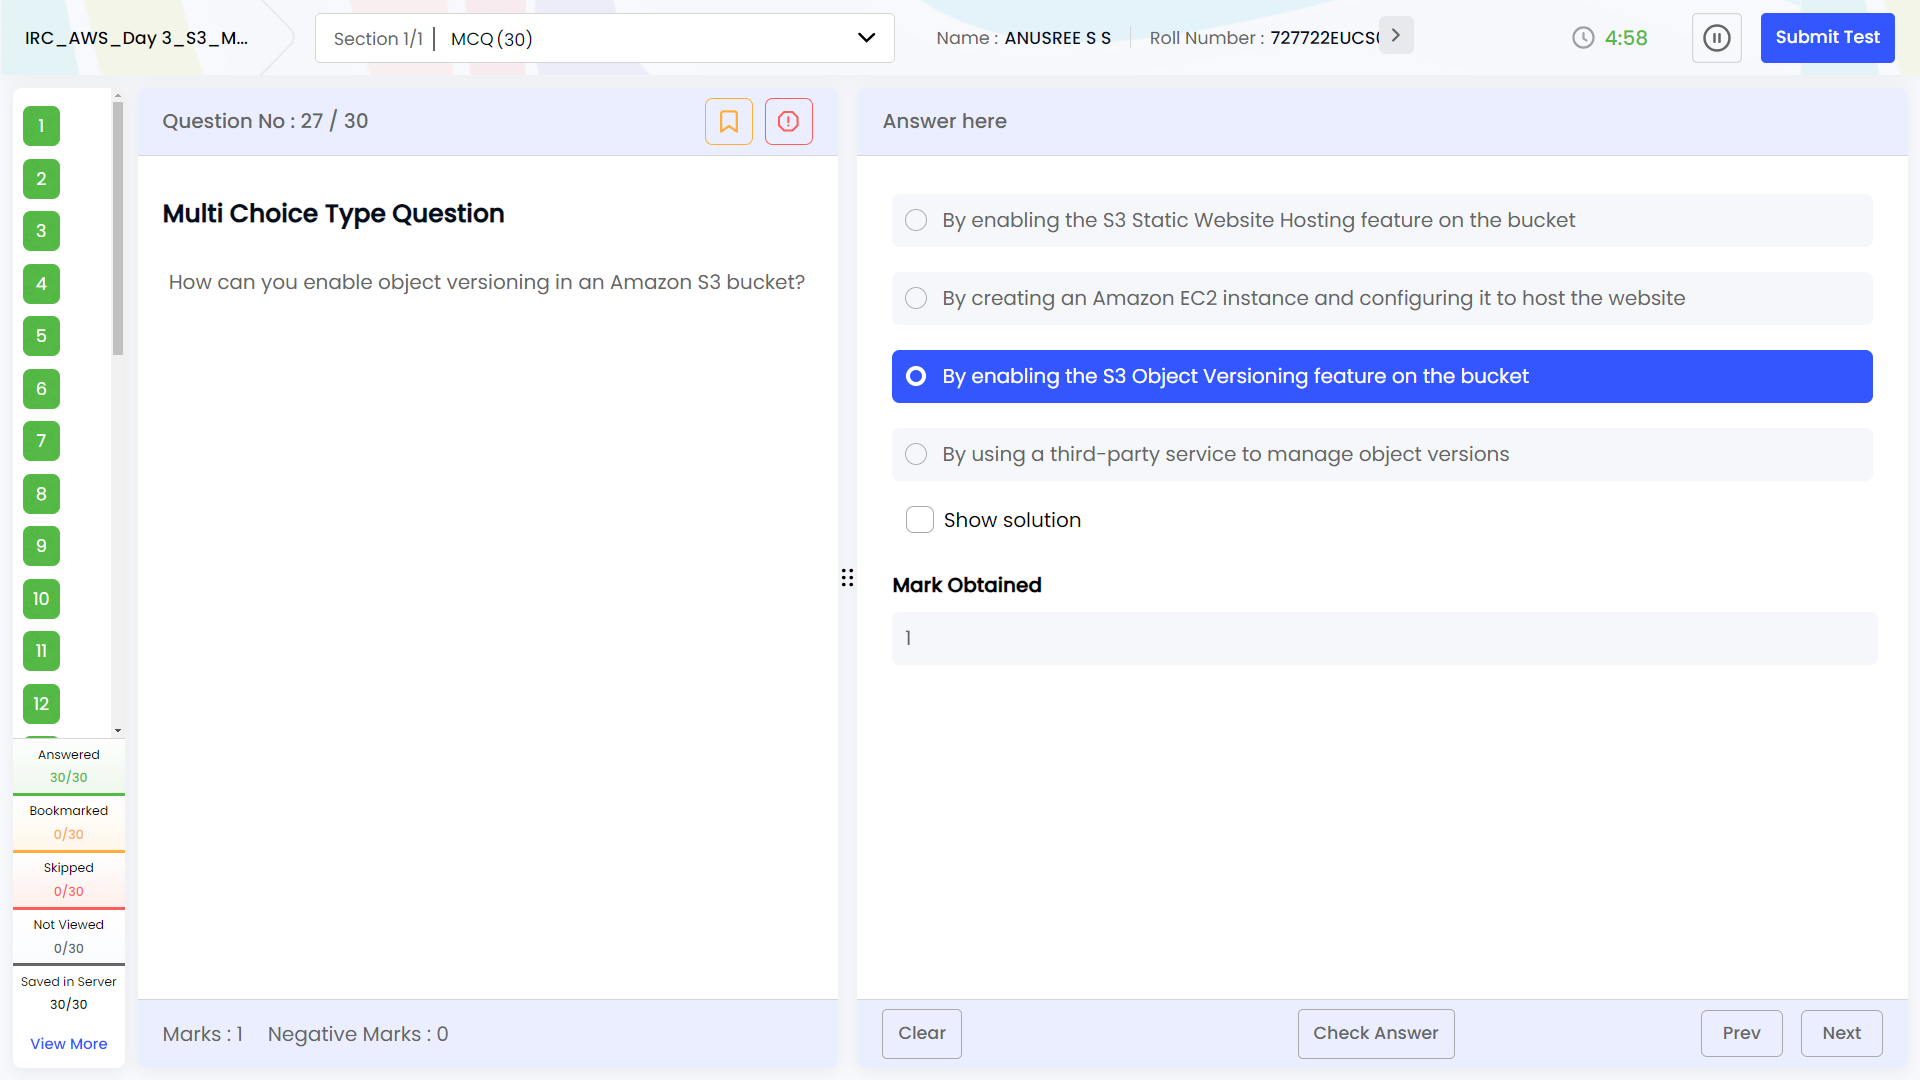 IRC_AWS_Day 3_S3_M...
Section 1/1 | MCQ (30)
Name : ANUSREE S S
Roll Number : 727722EUCS
4:58
Submit Test
1
2
3
4
5
6
7
8
9
10
11
12
Answered
30/30
Bookmarked
0/30
Skipped
0/30
Not Viewed
0/30
Saved in Server
30/30
View More
Question No : 27 / 30
Multi Choice Type Question
How can you enable object versioning in an Amazon S3 bucket?
Marks : 1 Negative Marks : 0
Answer here
By enabling the S3 Static Website Hosting feature on the bucket
By creating an Amazon EC2 instance and configuring it to host the website
By enabling the S3 Object Versioning feature on the bucket
By using a third-party service to manage object versions
Show solution
Mark Obtained
1
Clear
Check Answer
Prev
Next